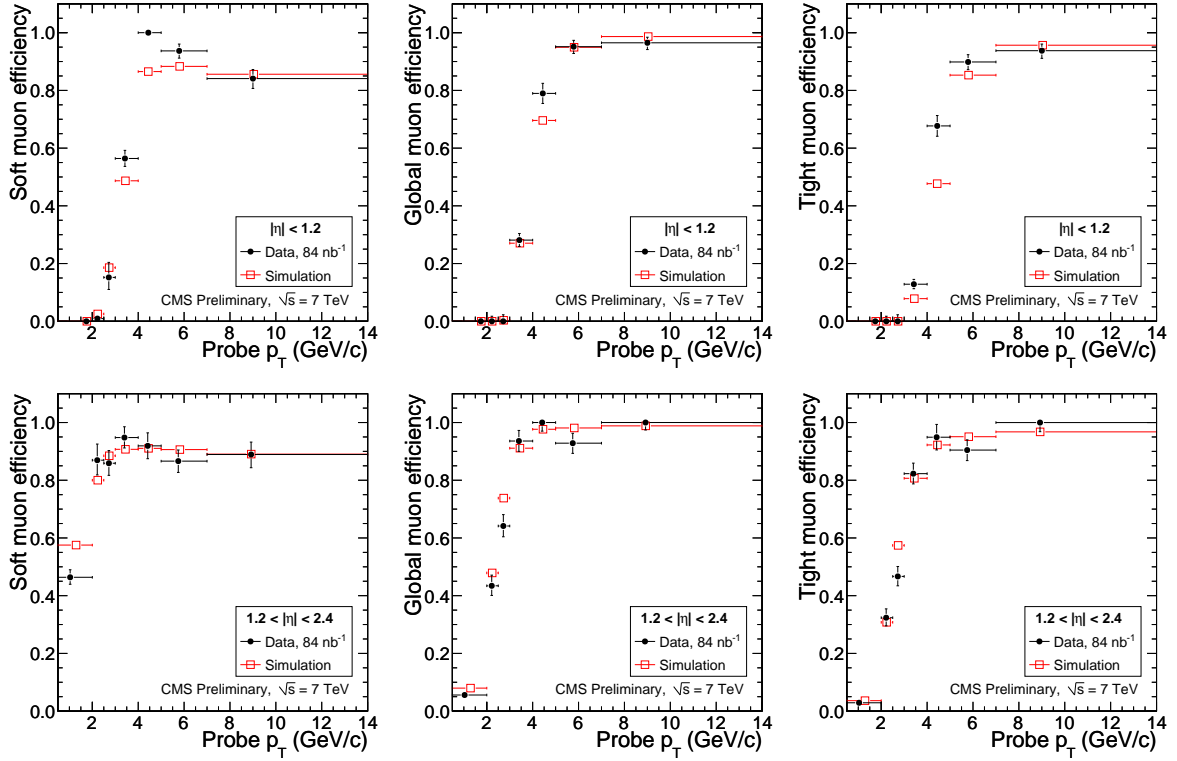 Soft muon efficiency
1.0
0.8
0.6
0.4
0.2
0.0
|η| < 1.2
Data, 84 nb⁻¹
Simulation
CMS Preliminary, √s = 7 TeV
2 4 6 8 10 12 14
Probe p_T (GeV/c)
Global muon efficiency
1.0
0.8
0.6
0.4
0.2
0.0
|η| < 1.2
Data, 84 nb⁻¹
Simulation
CMS Preliminary, √s = 7 TeV
2 4 6 8 10 12 14
Probe p_T (GeV/c)
Tight muon efficiency
1.0
0.8
0.6
0.4
0.2
0.0
|η| < 1.2
Data, 84 nb⁻¹
Simulation
CMS Preliminary, √s = 7 TeV
2 4 6 8 10 12 14
Probe p_T (GeV/c)
Soft muon efficiency
1.0
0.8
0.6
0.4
0.2
0.0
1.2 < |η| < 2.4
Data, 84 nb⁻¹
Simulation
CMS Preliminary, √s = 7 TeV
2 4 6 8 10 12 14
Probe p_T (GeV/c)
Global muon efficiency
1.0
0.8
0.6
0.4
0.2
0.0
1.2 < |η| < 2.4
Data, 84 nb⁻¹
Simulation
CMS Preliminary, √s = 7 TeV
2 4 6 8 10 12 14
Probe p_T (GeV/c)
Tight muon efficiency
1.0
0.8
0.6
0.4
0.2
0.0
1.2 < |η| < 2.4
Data, 84 nb⁻¹
Simulation
CMS Preliminary, √s = 7 TeV
2 4 6 8 10 12 14
Probe p_T (GeV/c)